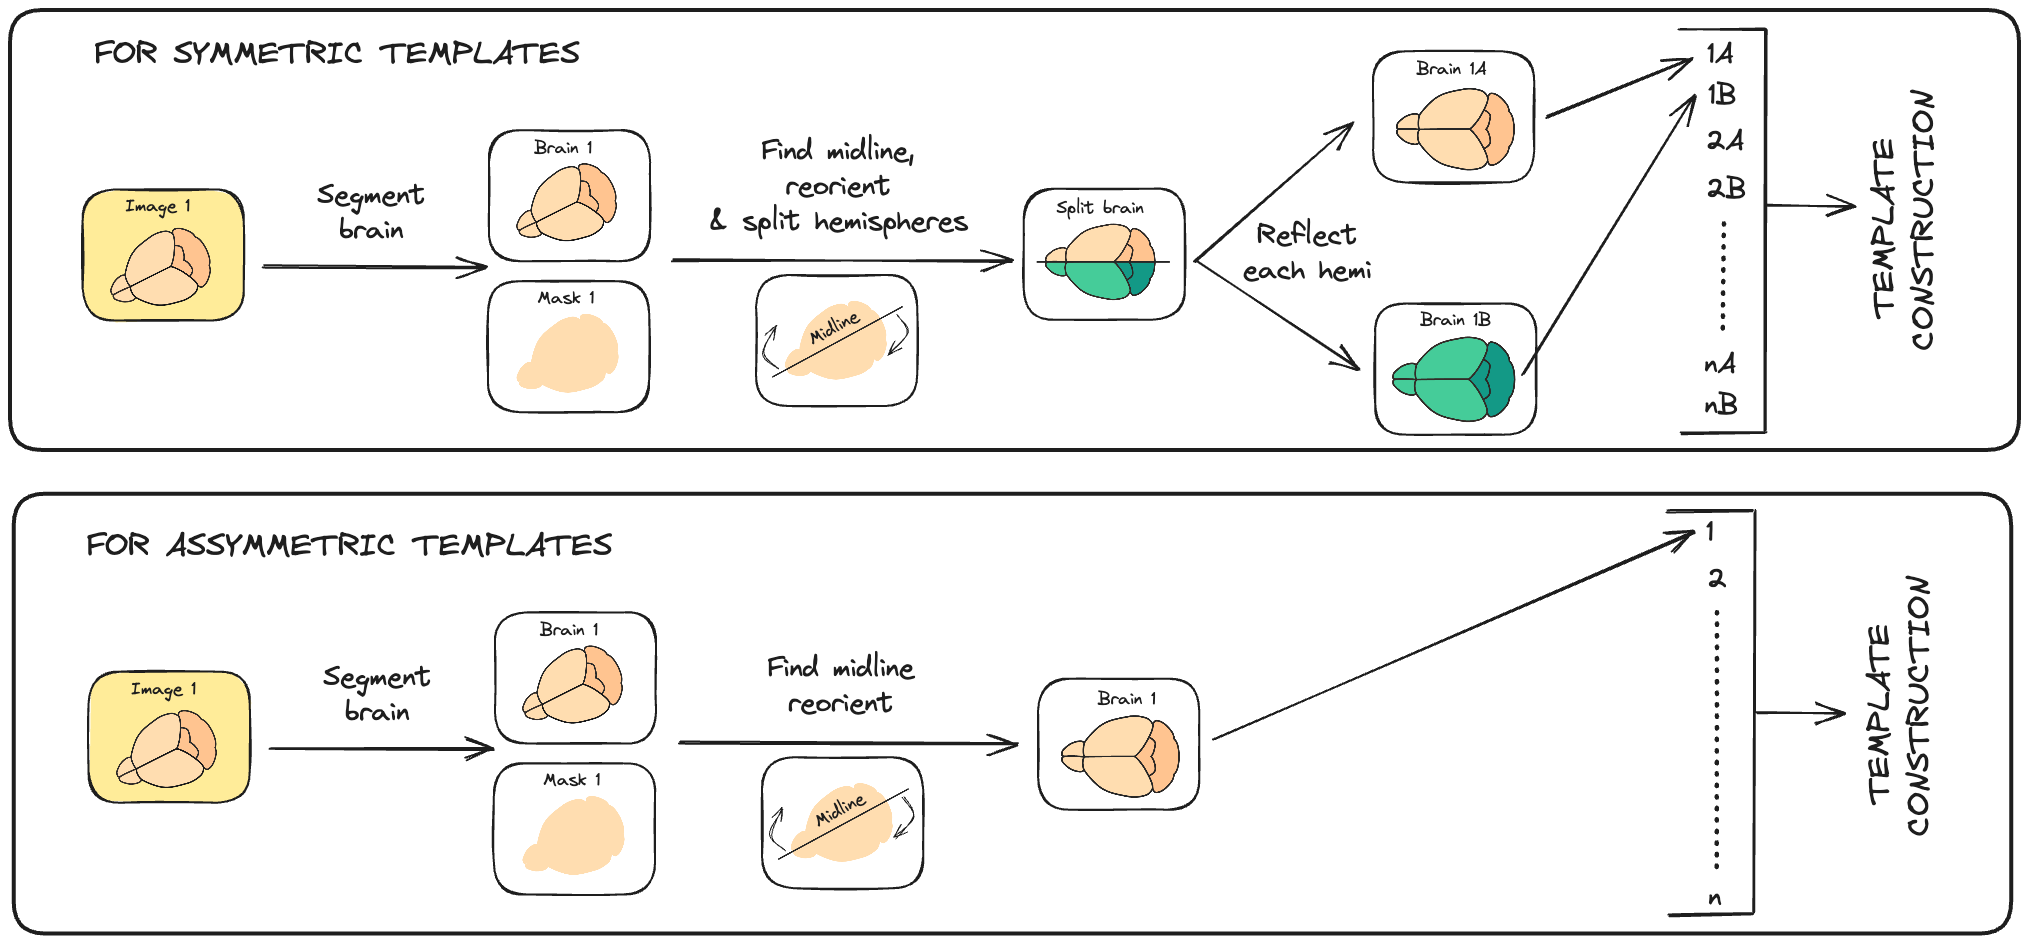 FOR SYMMETRIC TEMPLATES
Image 1
Segment
brain
Brain 1
Mask 1
Find midline,
reorient
& split hemispheres
Midline
Split brain
Reflect
each hemi
Brain 1A
Brain 1B
1A
1B
2A
2B
nA
nB
TEMPLATE
CONSTRUCTION
FOR ASSYMMETRIC TEMPLATES
Image 1
Segment
brain
Brain 1
Mask 1
Find midline
reorient
Midline
Brain 1
1
2
n
TEMPLATE
CONSTRUCTION